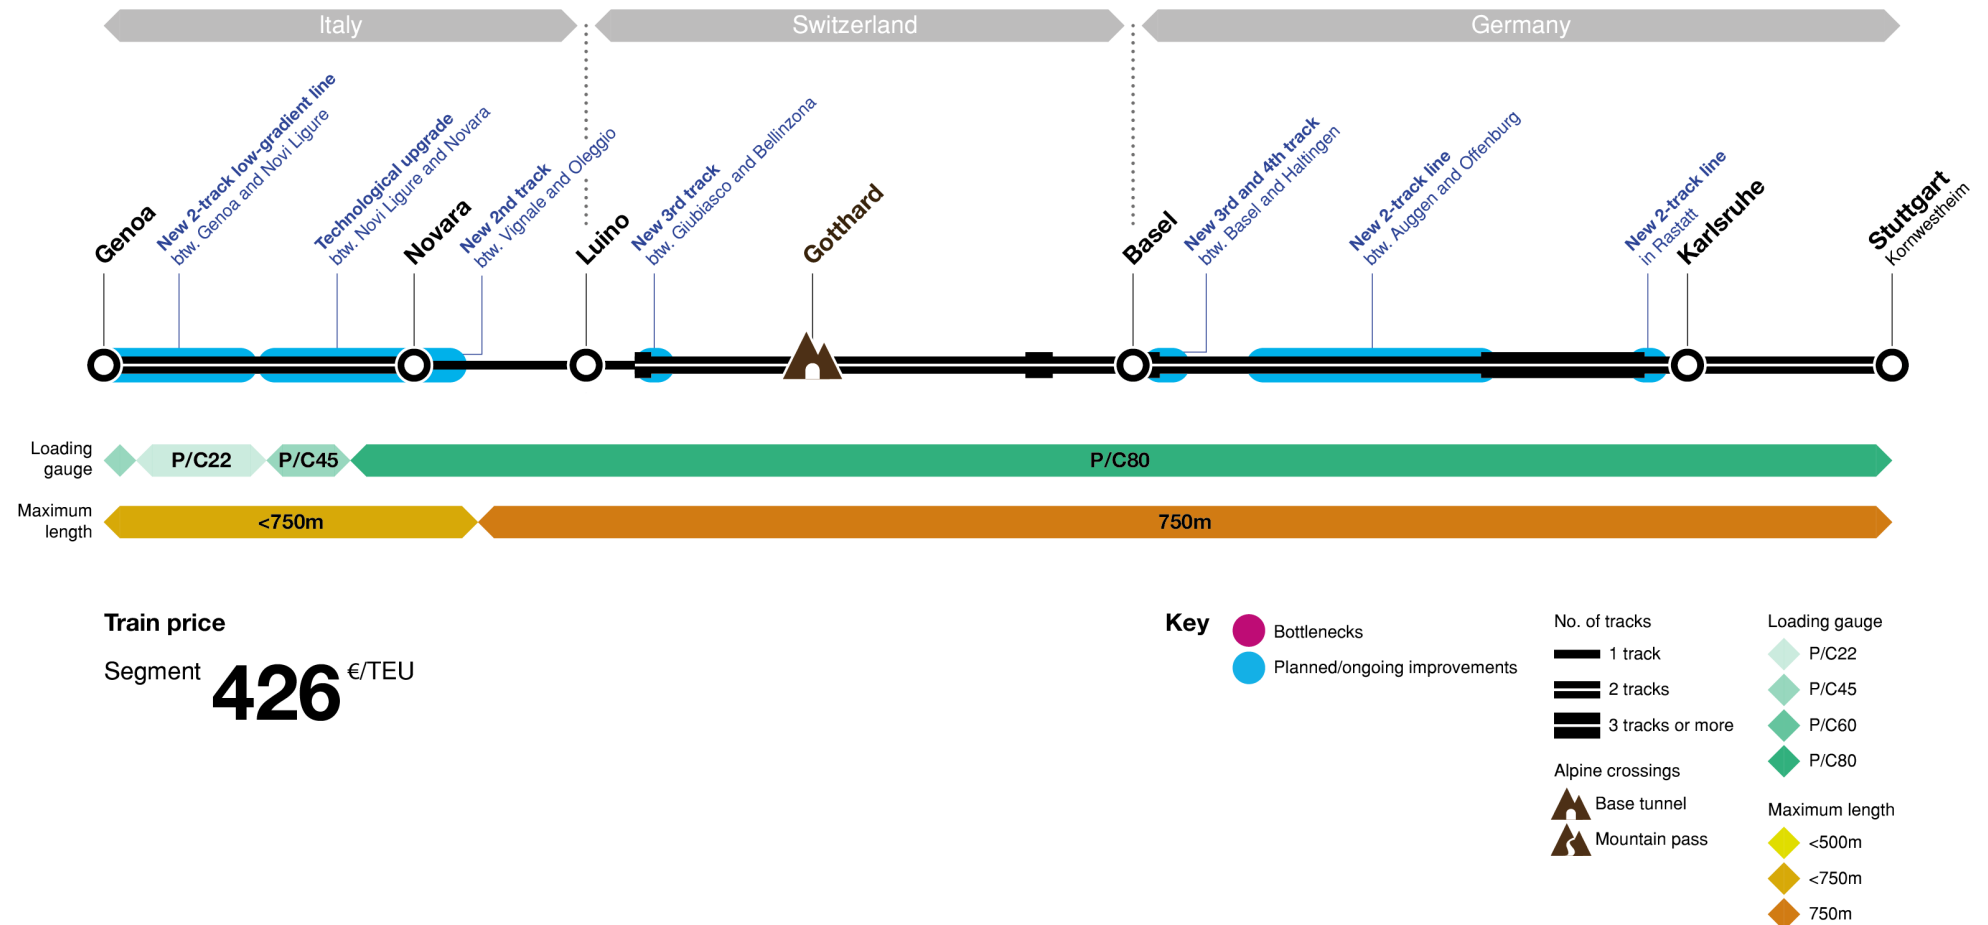 Italy
Switzerland
Germany
Genoa
New 2-track low-gradient line
btw. Genoa and Novi Ligure
Technological upgrade
btw. Novi Ligure and Novara
Novara
New 2nd track
btw. Vignale and Oleggio
Luino
New 3rd track
btw. Giubiasco and Bellinzona
Gotthard
Basel
New 3rd and 4th track
btw. Basel and Haltingen
New 2-track line
btw. Auggen and Offenburg
New 2-track line
in Rastatt
Karlsruhe
Stuttgart
Kornwestheim
Loading
gauge
P/C22
P/C45
P/C80
Maximum
length
<750m
750m
Train price
Segment 426 €/TEU
Key
Bottlenecks
Planned/ongoing improvements
No. of tracks
1 track
2 tracks
3 tracks or more
Alpine crossings
Base tunnel
Mountain pass
Loading gauge
P/C22
P/C45
P/C60
P/C80
Maximum length
<500m
<750m
750m